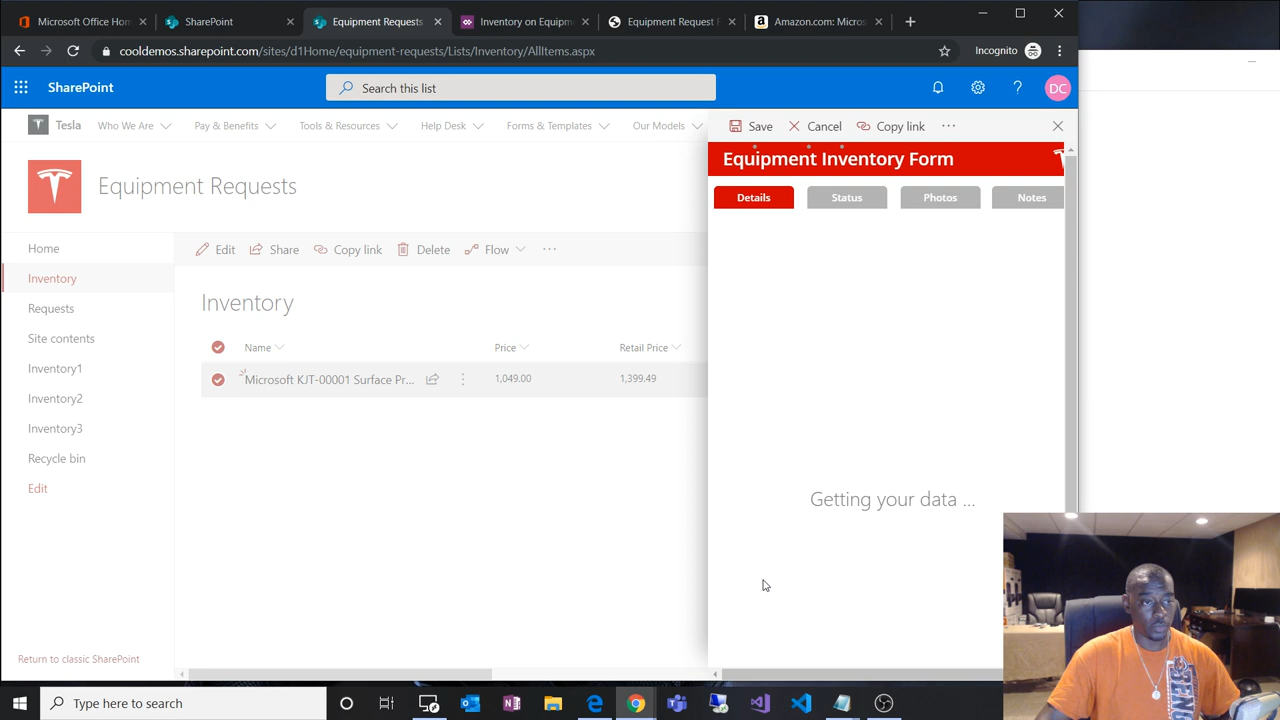 Microsoft Office Home
SharePoint
Equipment Requests
Inventory on Equipm
Equipment Request F
Amazon.com: Micros
cooldemos.sharepoint.com/sites/d1Home/equipment-requests/Lists/Inventory/AllItems.aspx
Incognito
SharePoint
Search this list
DC
Tesla
Who We Are
Pay & Benefits
Tools & Resources
Help Desk
Forms & Templates
Our Models
Save
Cancel
Copy link
Equipment Inventory Form
Equipment Requests
Details
Status
Photos
Notes
Home
Inventory
Requests
Site contents
Inventory1
Inventory2
Inventory3
Recycle bin
Edit
Return to classic SharePoint
Edit
Share
Copy link
Delete
Flow
Inventory
Name
Price
Retail Price
Microsoft KJT-00001 Surface Pr...
1,049.00
1,399.49
Getting your data ...
Type here to search